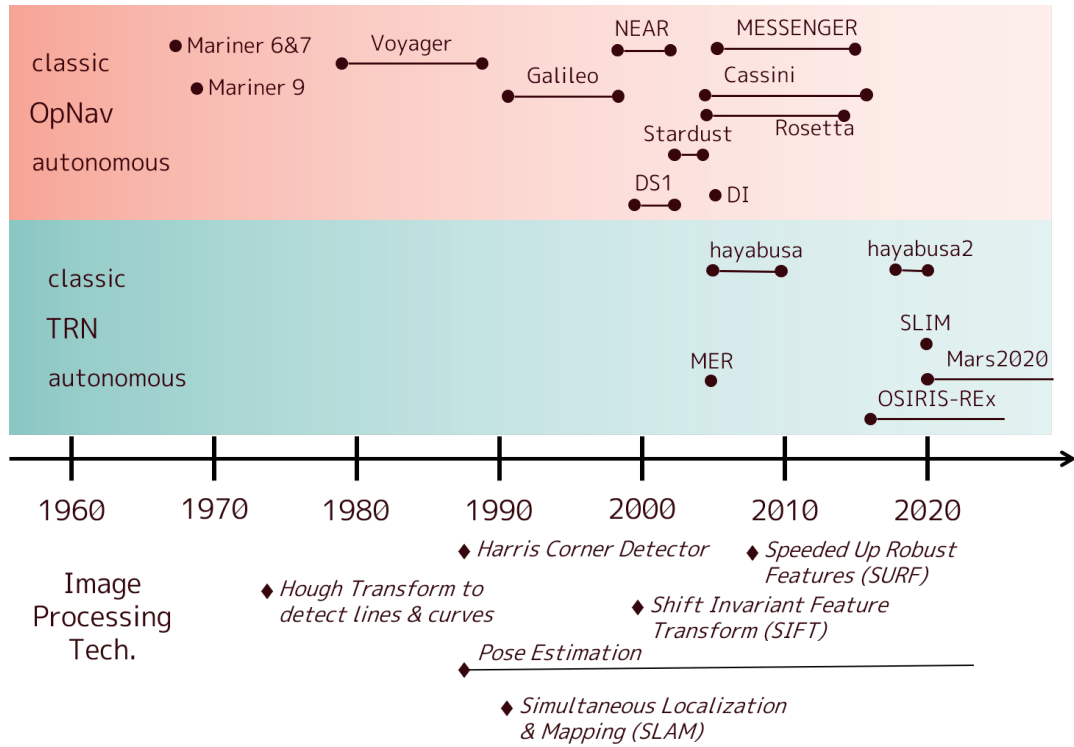 NEAR
MESSENGER
Mariner 6&7
Voyager
classic
Galileo
Cassini
Mariner 9
OpNav
Rosetta
Stardust
autonomous
DS1
DI
hayabusa
hayabusa2
classic
SLIM
TRN
MER
Mars2020
autonomous
OSIRIS-REx
1960
1970
1980
1990
2000
2010
2020
Harris Corner Detector
Speeded Up Robust
Features (SURF)
Image
Processing
Tech.
Hough Transform to
detect lines & curves
Shift Invariant Feature
Transform (SIFT)
Pose Estimation
Simultaneous Localization
& Mapping (SLAM)